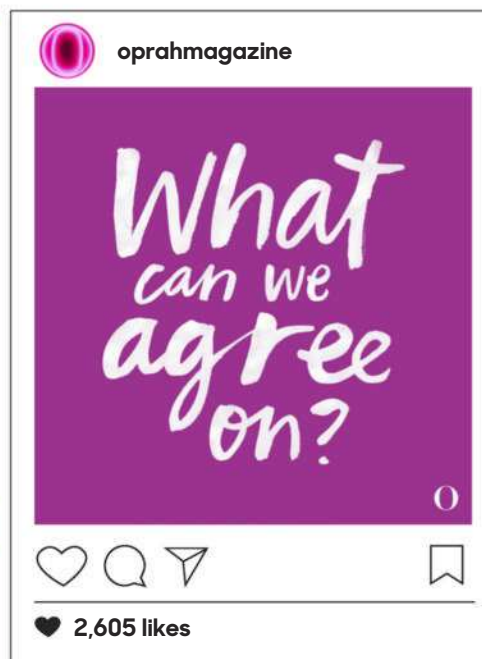 oprahmagazine
What
can we
agree
on?
O
2,605 likes